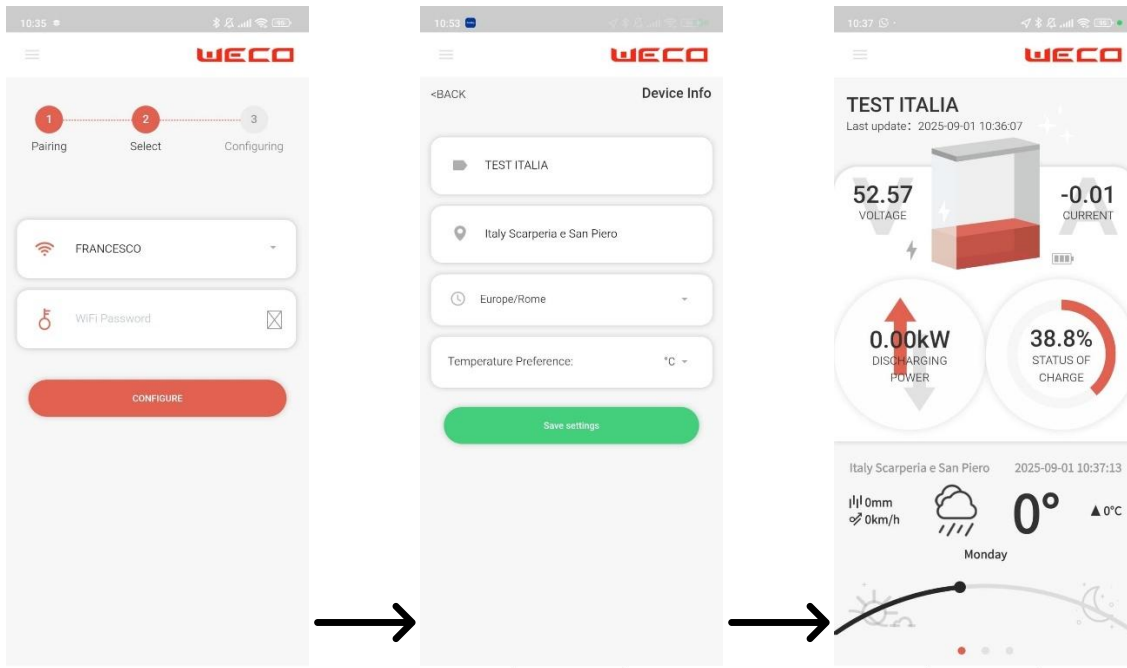 10:35
WECO
1
2
3
Pairing
Select
Configuring
FRANCESCO
WiFi Password
CONFIGURE
10:53
WECO
<BACK
Device Info
TEST ITALIA
Italy Scarperia e San Piero
Europe/Rome
Temperature Preference:
°C
Save settings
10:37
WECO
TEST ITALIA
Last update: 2025-09-01 10:36:07
V
A
52.57
VOLTAGE
-0.01
CURRENT
0.00kW
DISCHARGING
POWER
38.8%
STATUS OF
CHARGE
Italy Scarperia e San Piero
2025-09-01 10:37:13
0mm
0km/h
0°
▲ 0°C
Monday